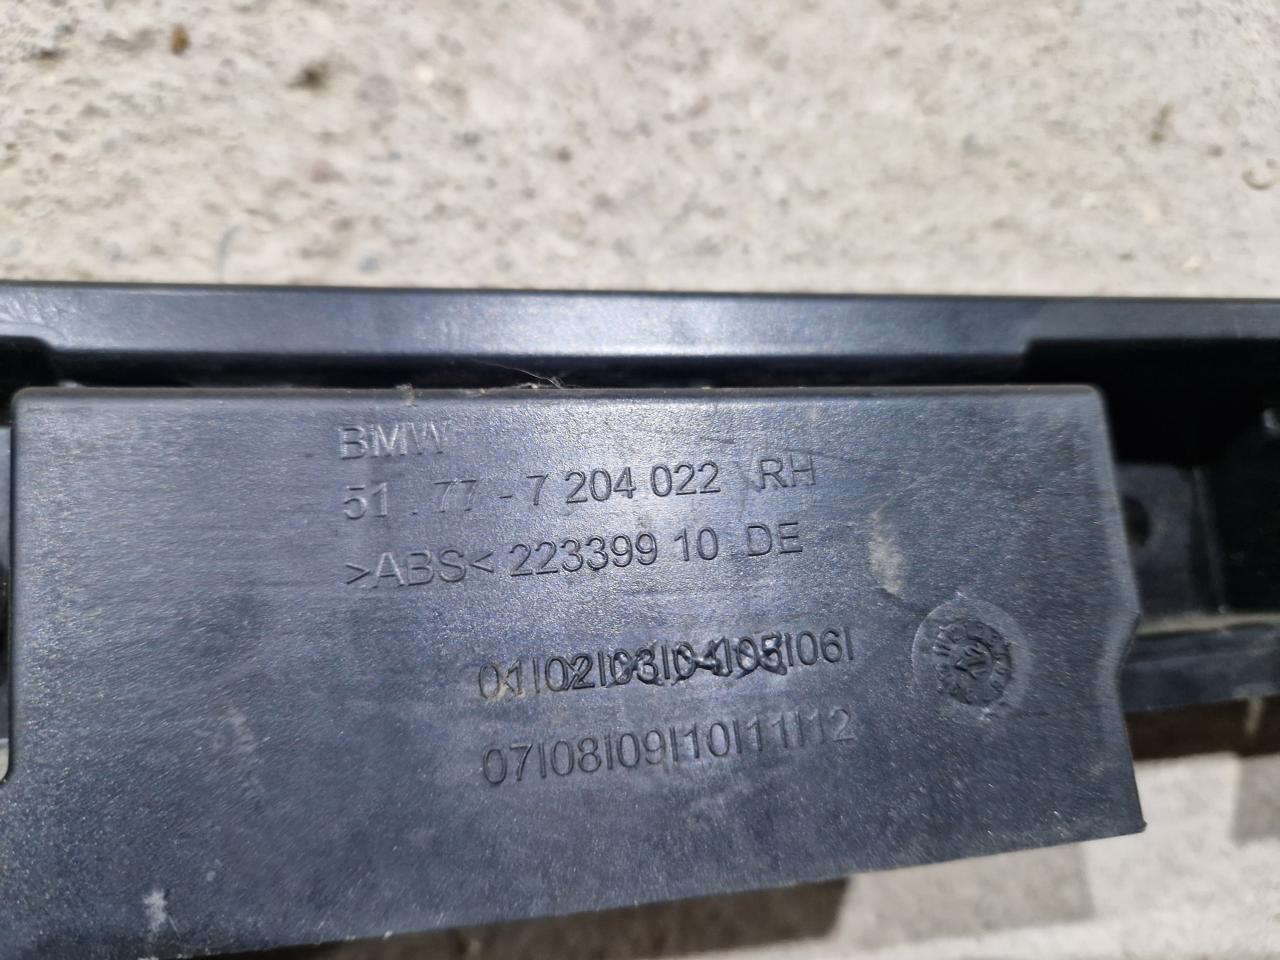 BMW
51.77-7 204 022 RH
>ABS< 223399 10 DE
01|02|03|04|05|06|
07|08|09|10|11|12